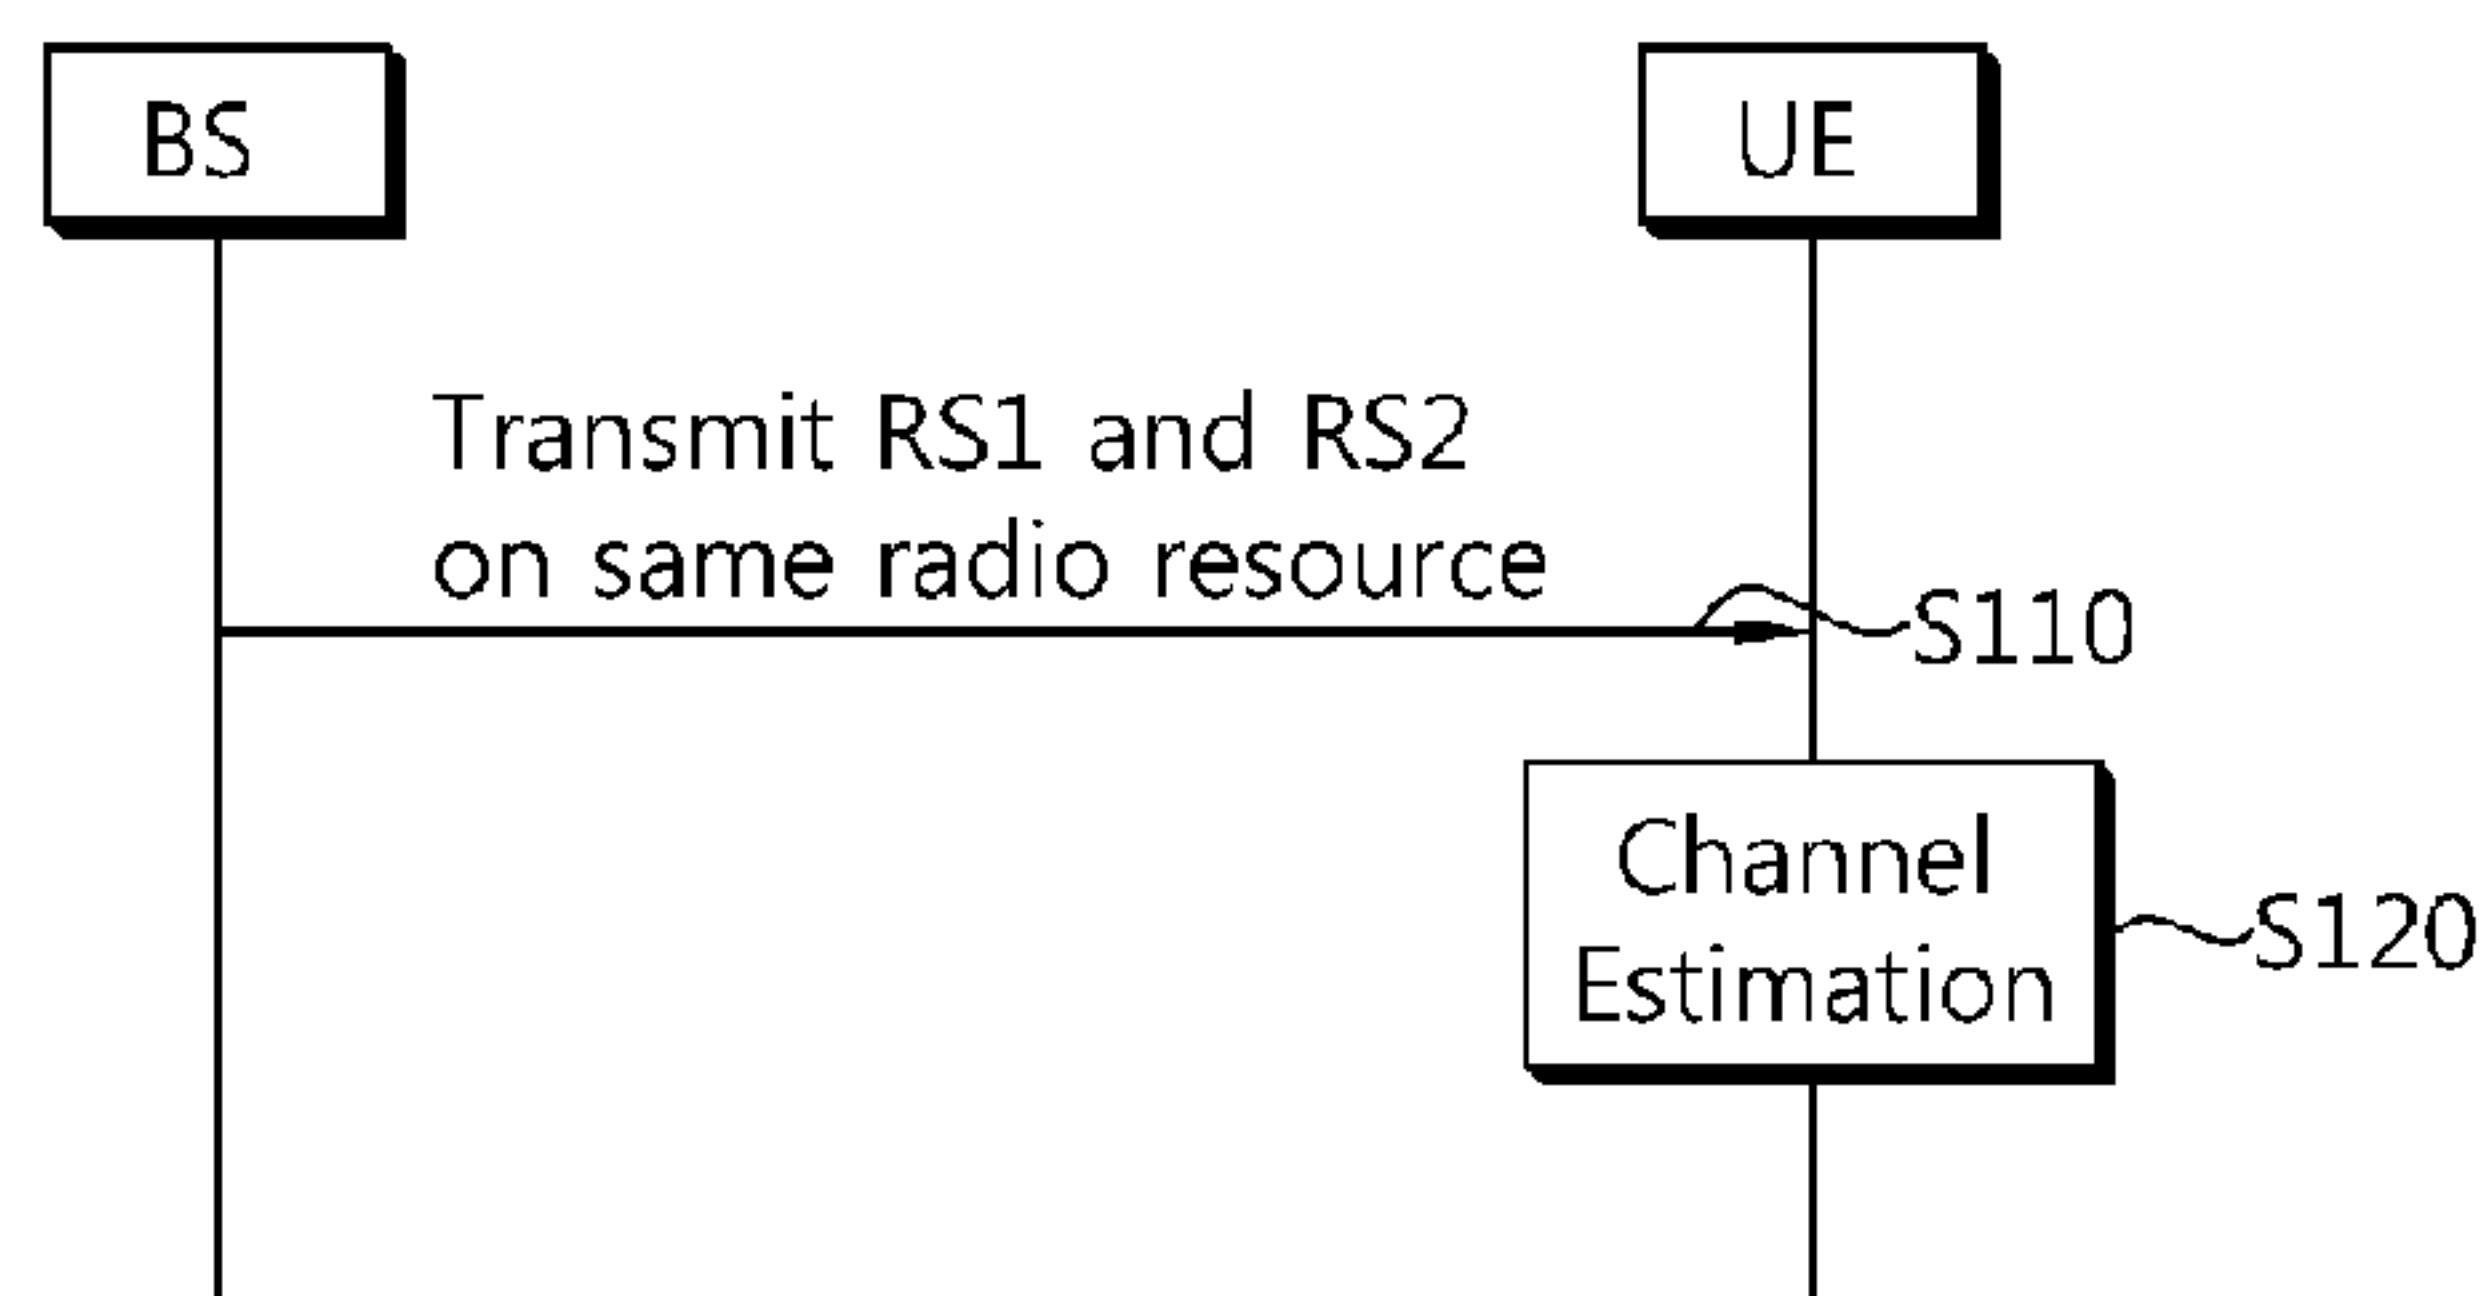 BS
UE
Transmit RS1 and RS2
on same radio resource
S110
Channel
Estimation
S120